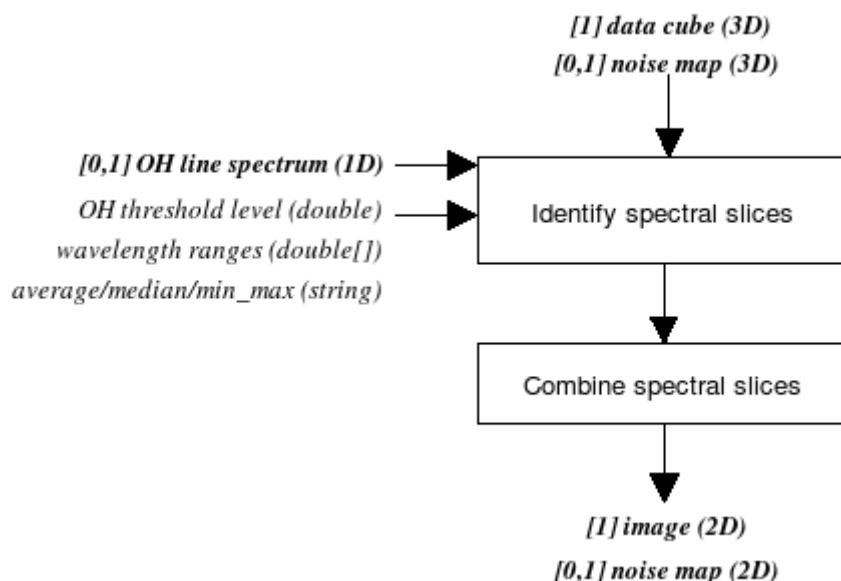 [1] data cube (3D)
[0,1] noise map (3D)
[0,1] OH line spectrum (1D)
OH threshold level (double)
wavelength ranges (double[])
average/median/min_max (string)
Identify spectral slices
Combine spectral slices
[1] image (2D)
[0,1] noise map (2D)